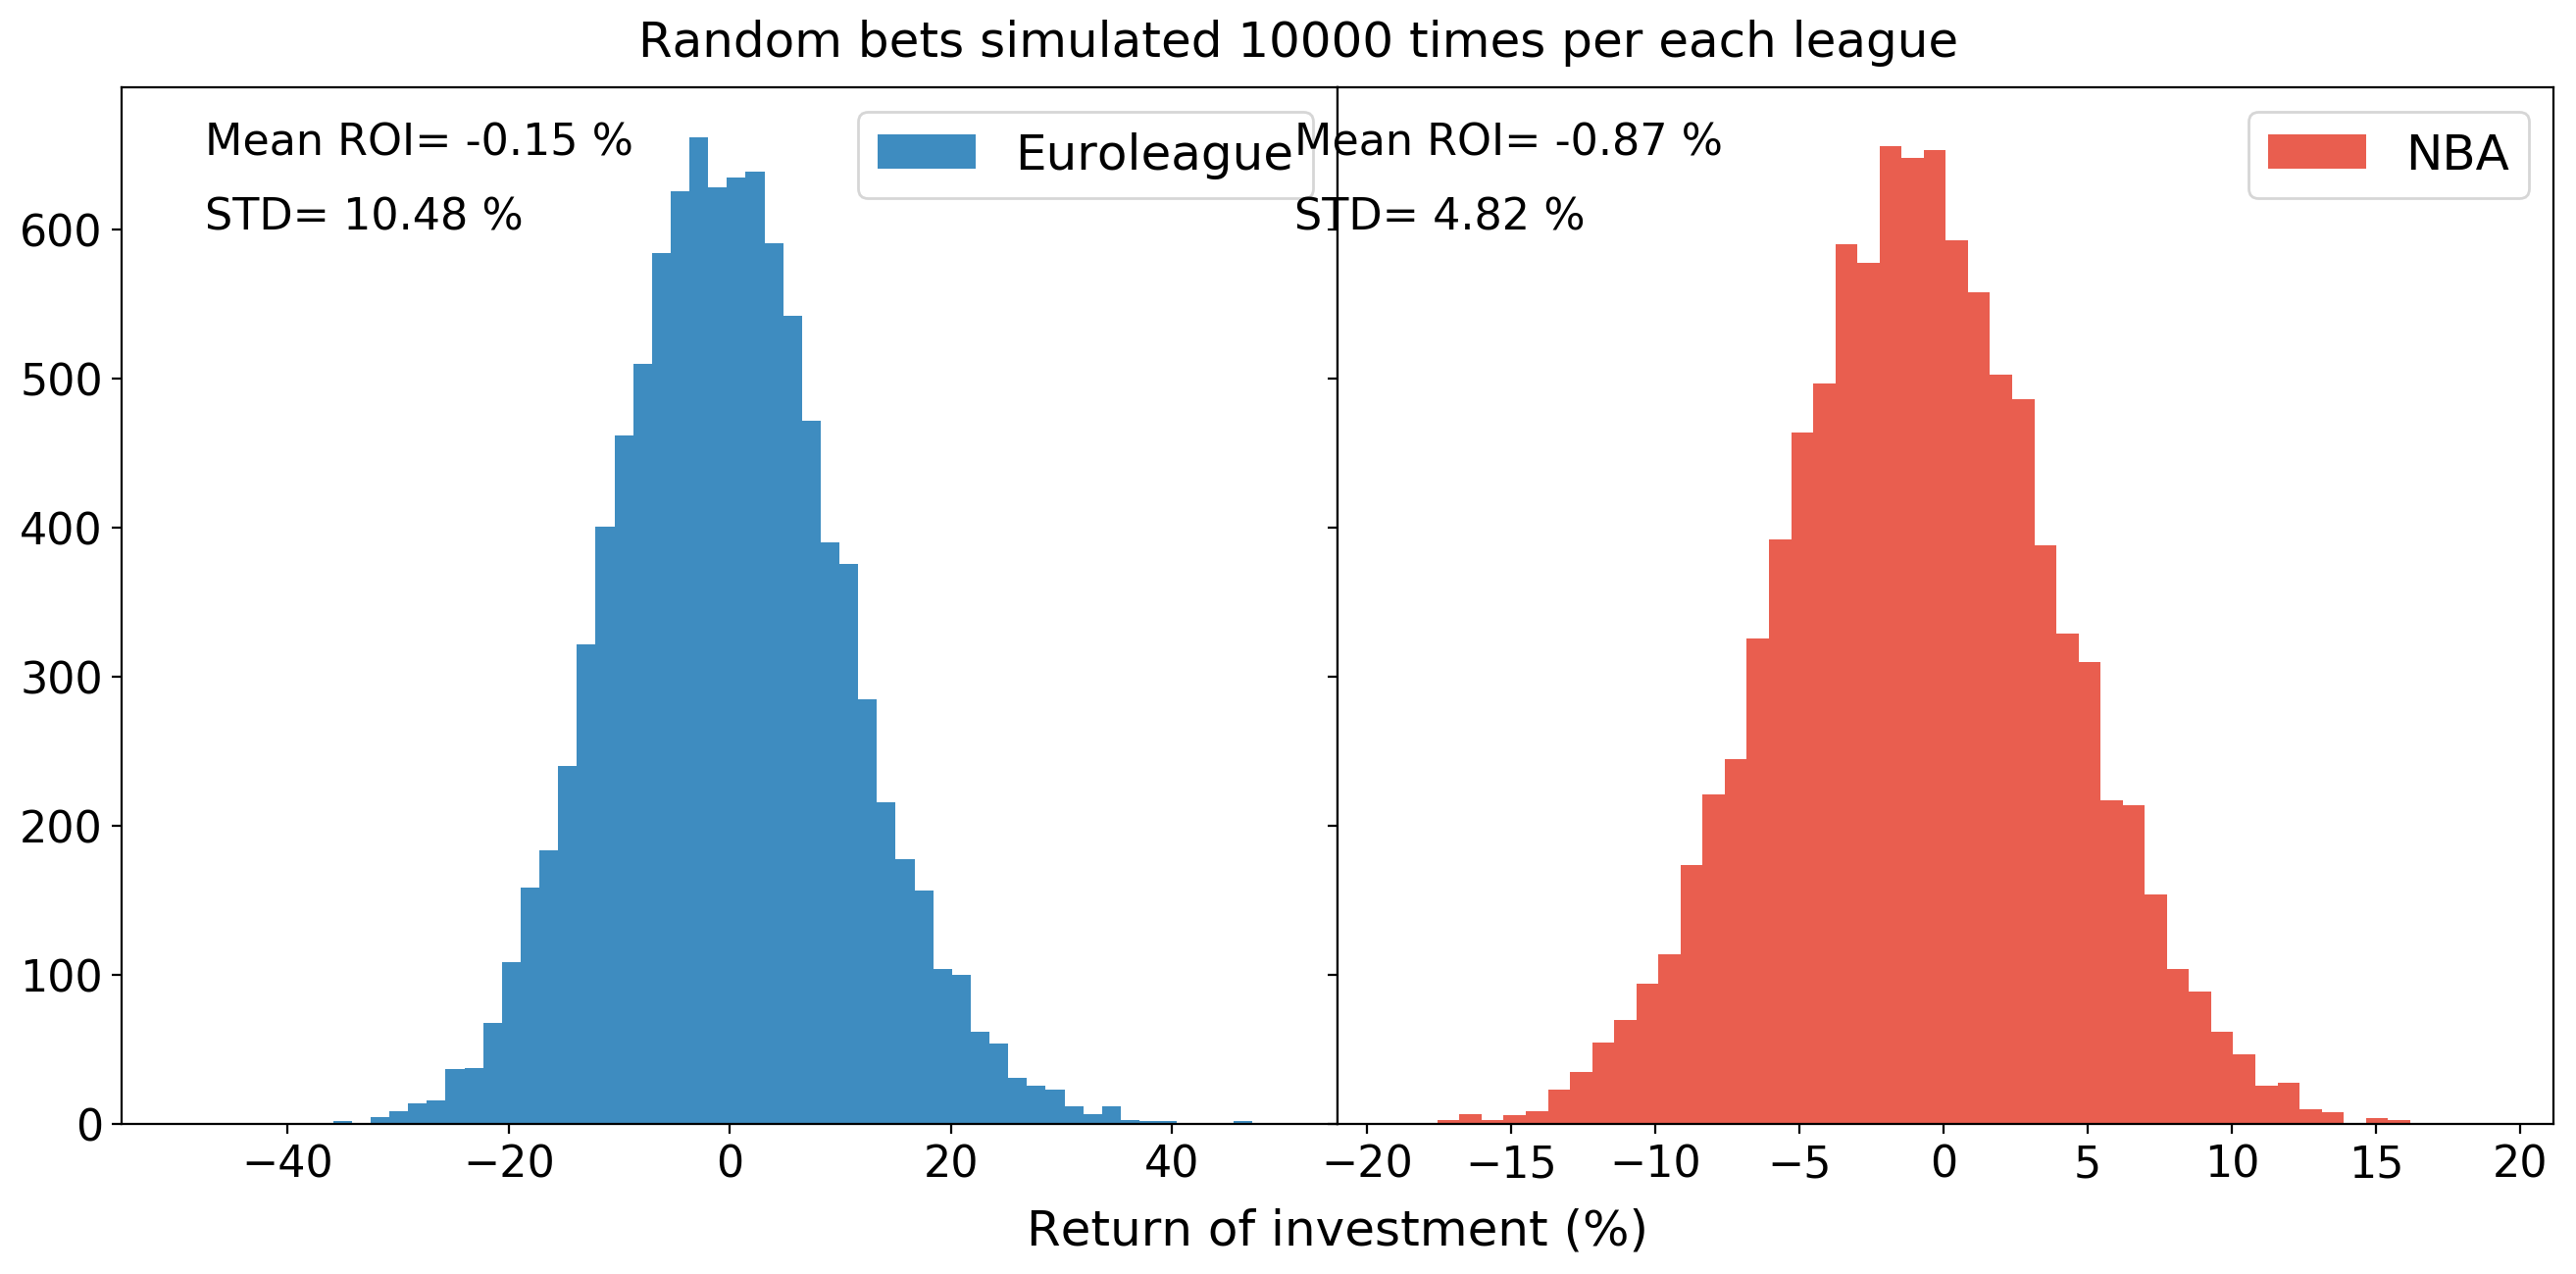 Random bets simulated 10000 times per each league
Mean ROI= -0.15 %
STD= 10.48 %
Euroleague
Mean ROI= -0.87 %
STD= 4.82 %
NBA
600
500
400
300
200
100
0
−40 −20 0 20 40
−20 −15 −10 −5 0 5 10 15 20
Return of investment (%)